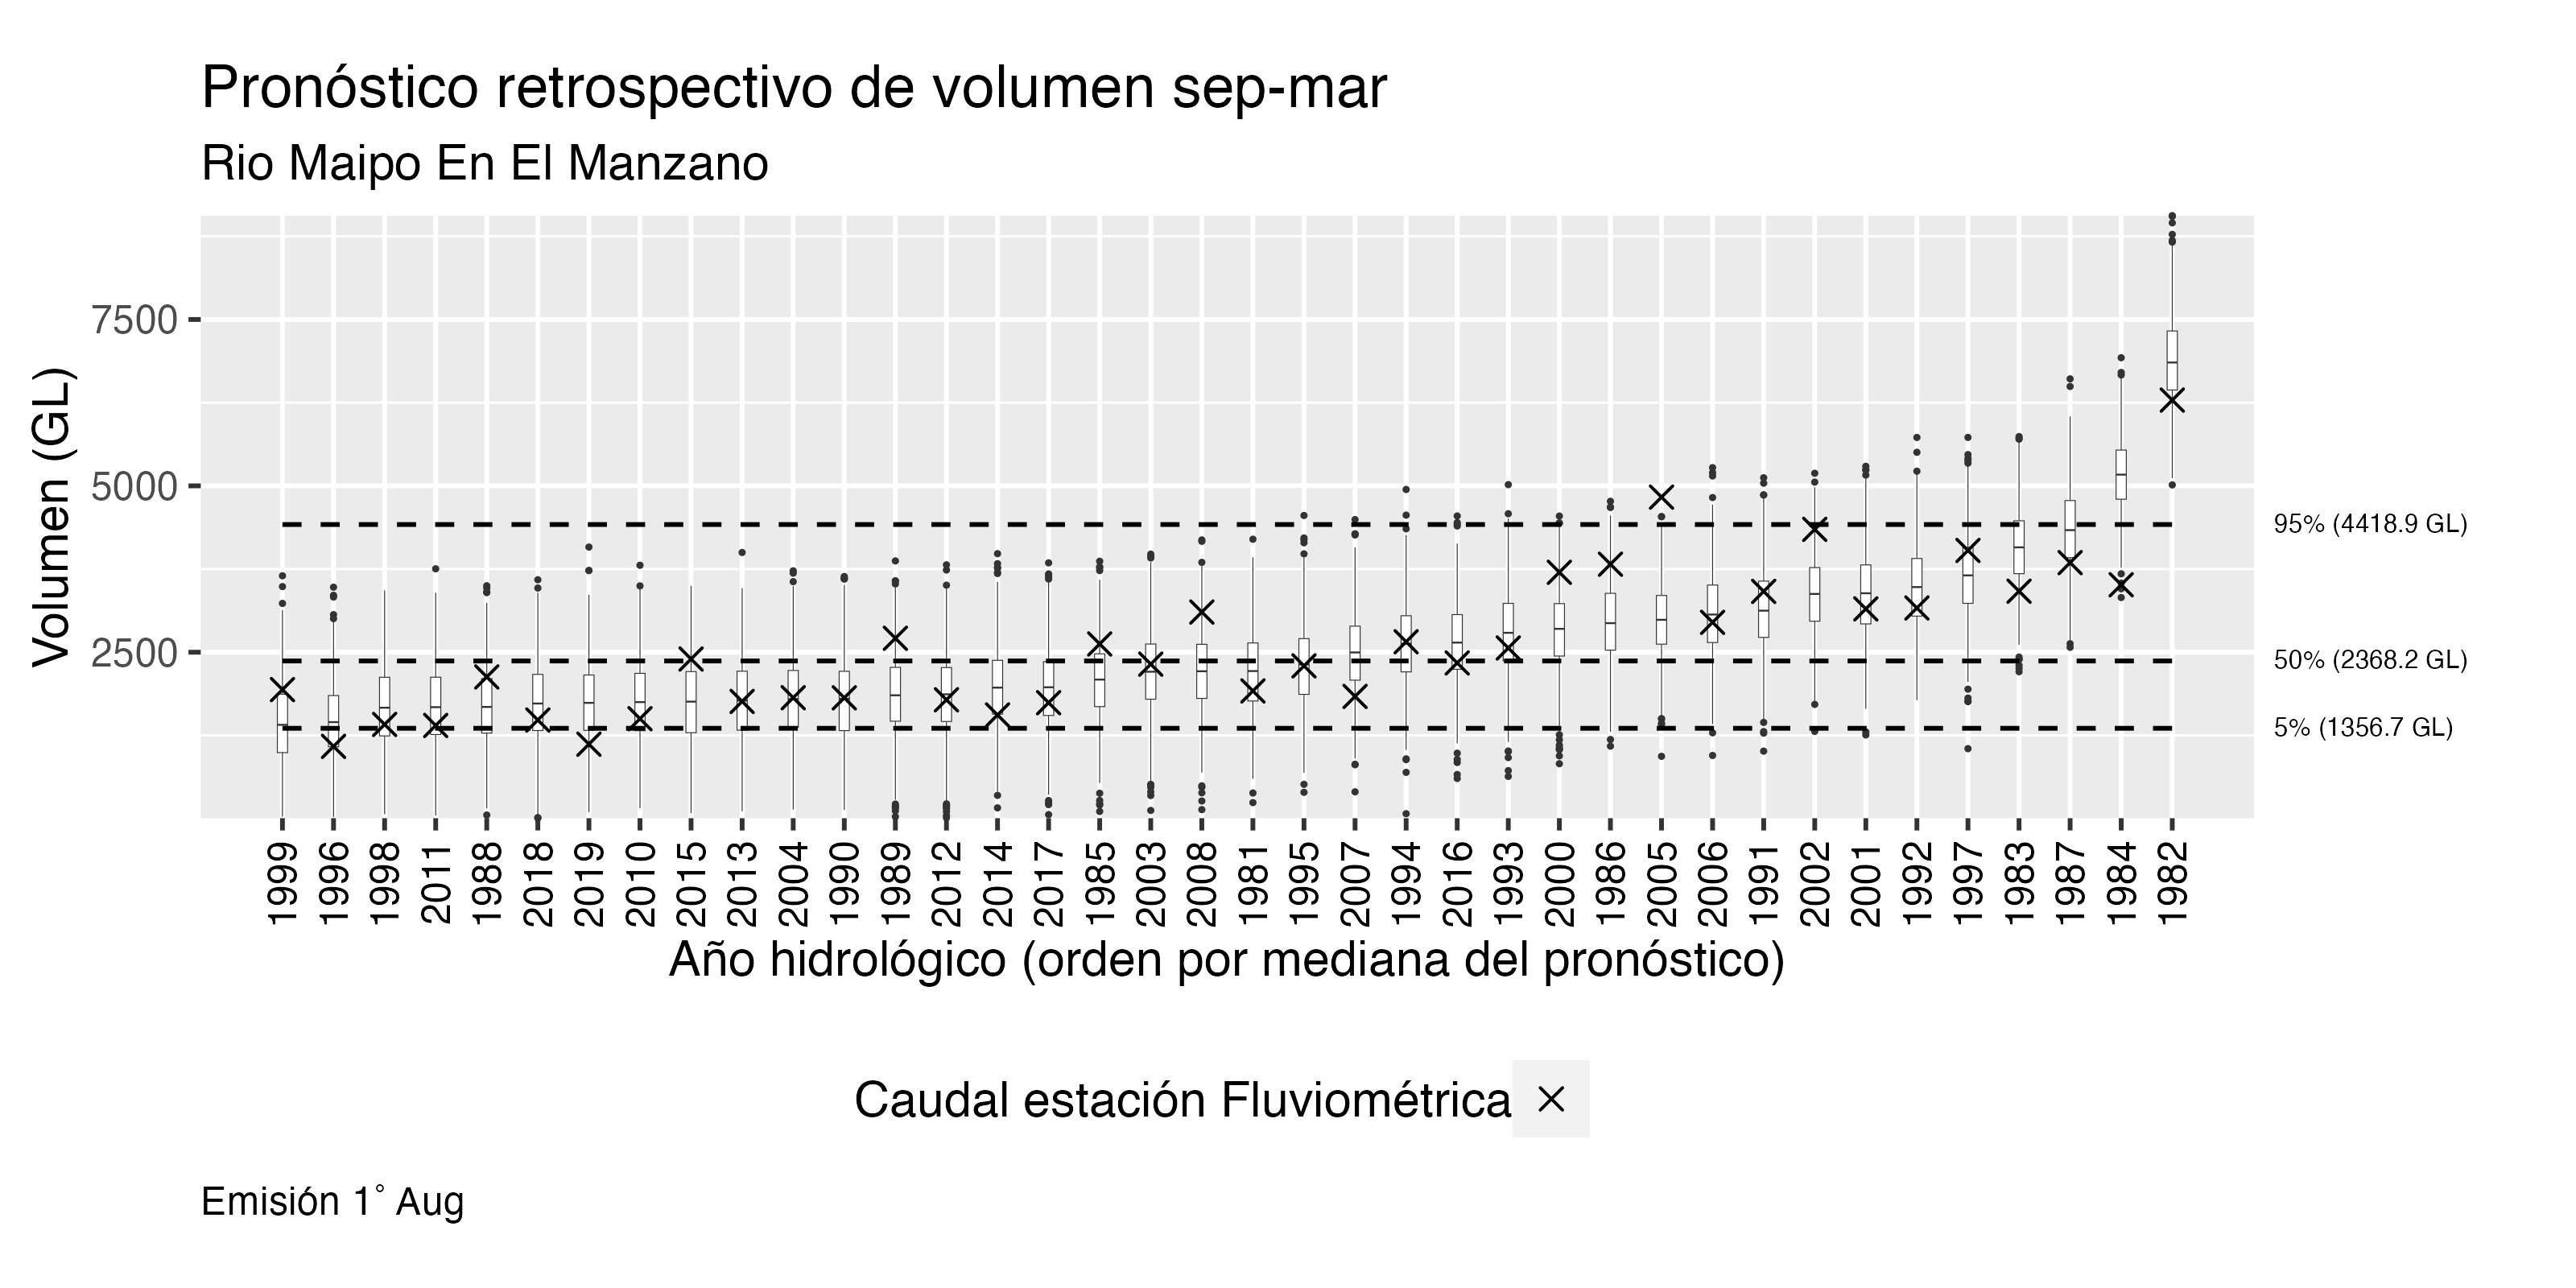 Pronóstico retrospectivo de volumen sep-mar
Rio Maipo En El Manzano
Volumen (GL)
7500
5000
2500
95% (4418.9 GL)
50% (2368.2 GL)
5% (1356.7 GL)
1999 1996 1998 2011 1988 2018 2019 2010 2015 2013 2004 1990 1989 2012 2014 2017 1985 2003 2008 1981 1995 2007 1994 2016 1993 2000 1986 2005 2006 1991 2002 2001 1992 1997 1983 1987 1984 1982
Año hidrológico (orden por mediana del pronóstico)
Caudal estación Fluviométrica
Emisión 1° Aug